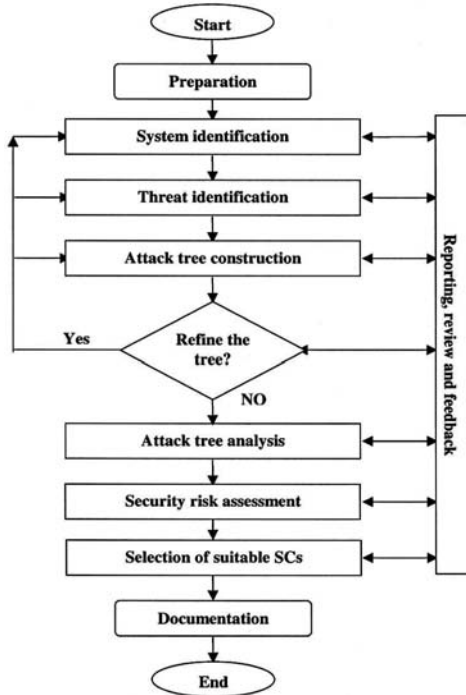 Start
Preparation
System identification
Threat identification
Attack tree construction
Yes
Refine the
tree?
NO
Attack tree analysis
Security risk assessment
Selection of suitable SCs
Documentation
End
Reporting, review and feedback